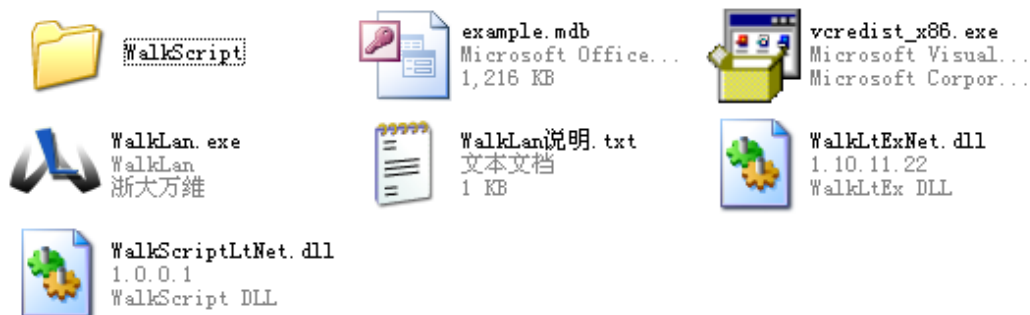 WalkScript
example.mdb
Microsoft Office...
1,216 KB
vcredist_x86.exe
Microsoft Visual...
Microsoft Corpor...
WalkLan.exe
WalkLan
浙大万维
WalkLan说明.txt
文本文档
1 KB
WalkLtExNet.dll
1.10.11.22
WalkLtEx DLL
WalkScriptLtNet.dll
1.0.0.1
WalkScript DLL